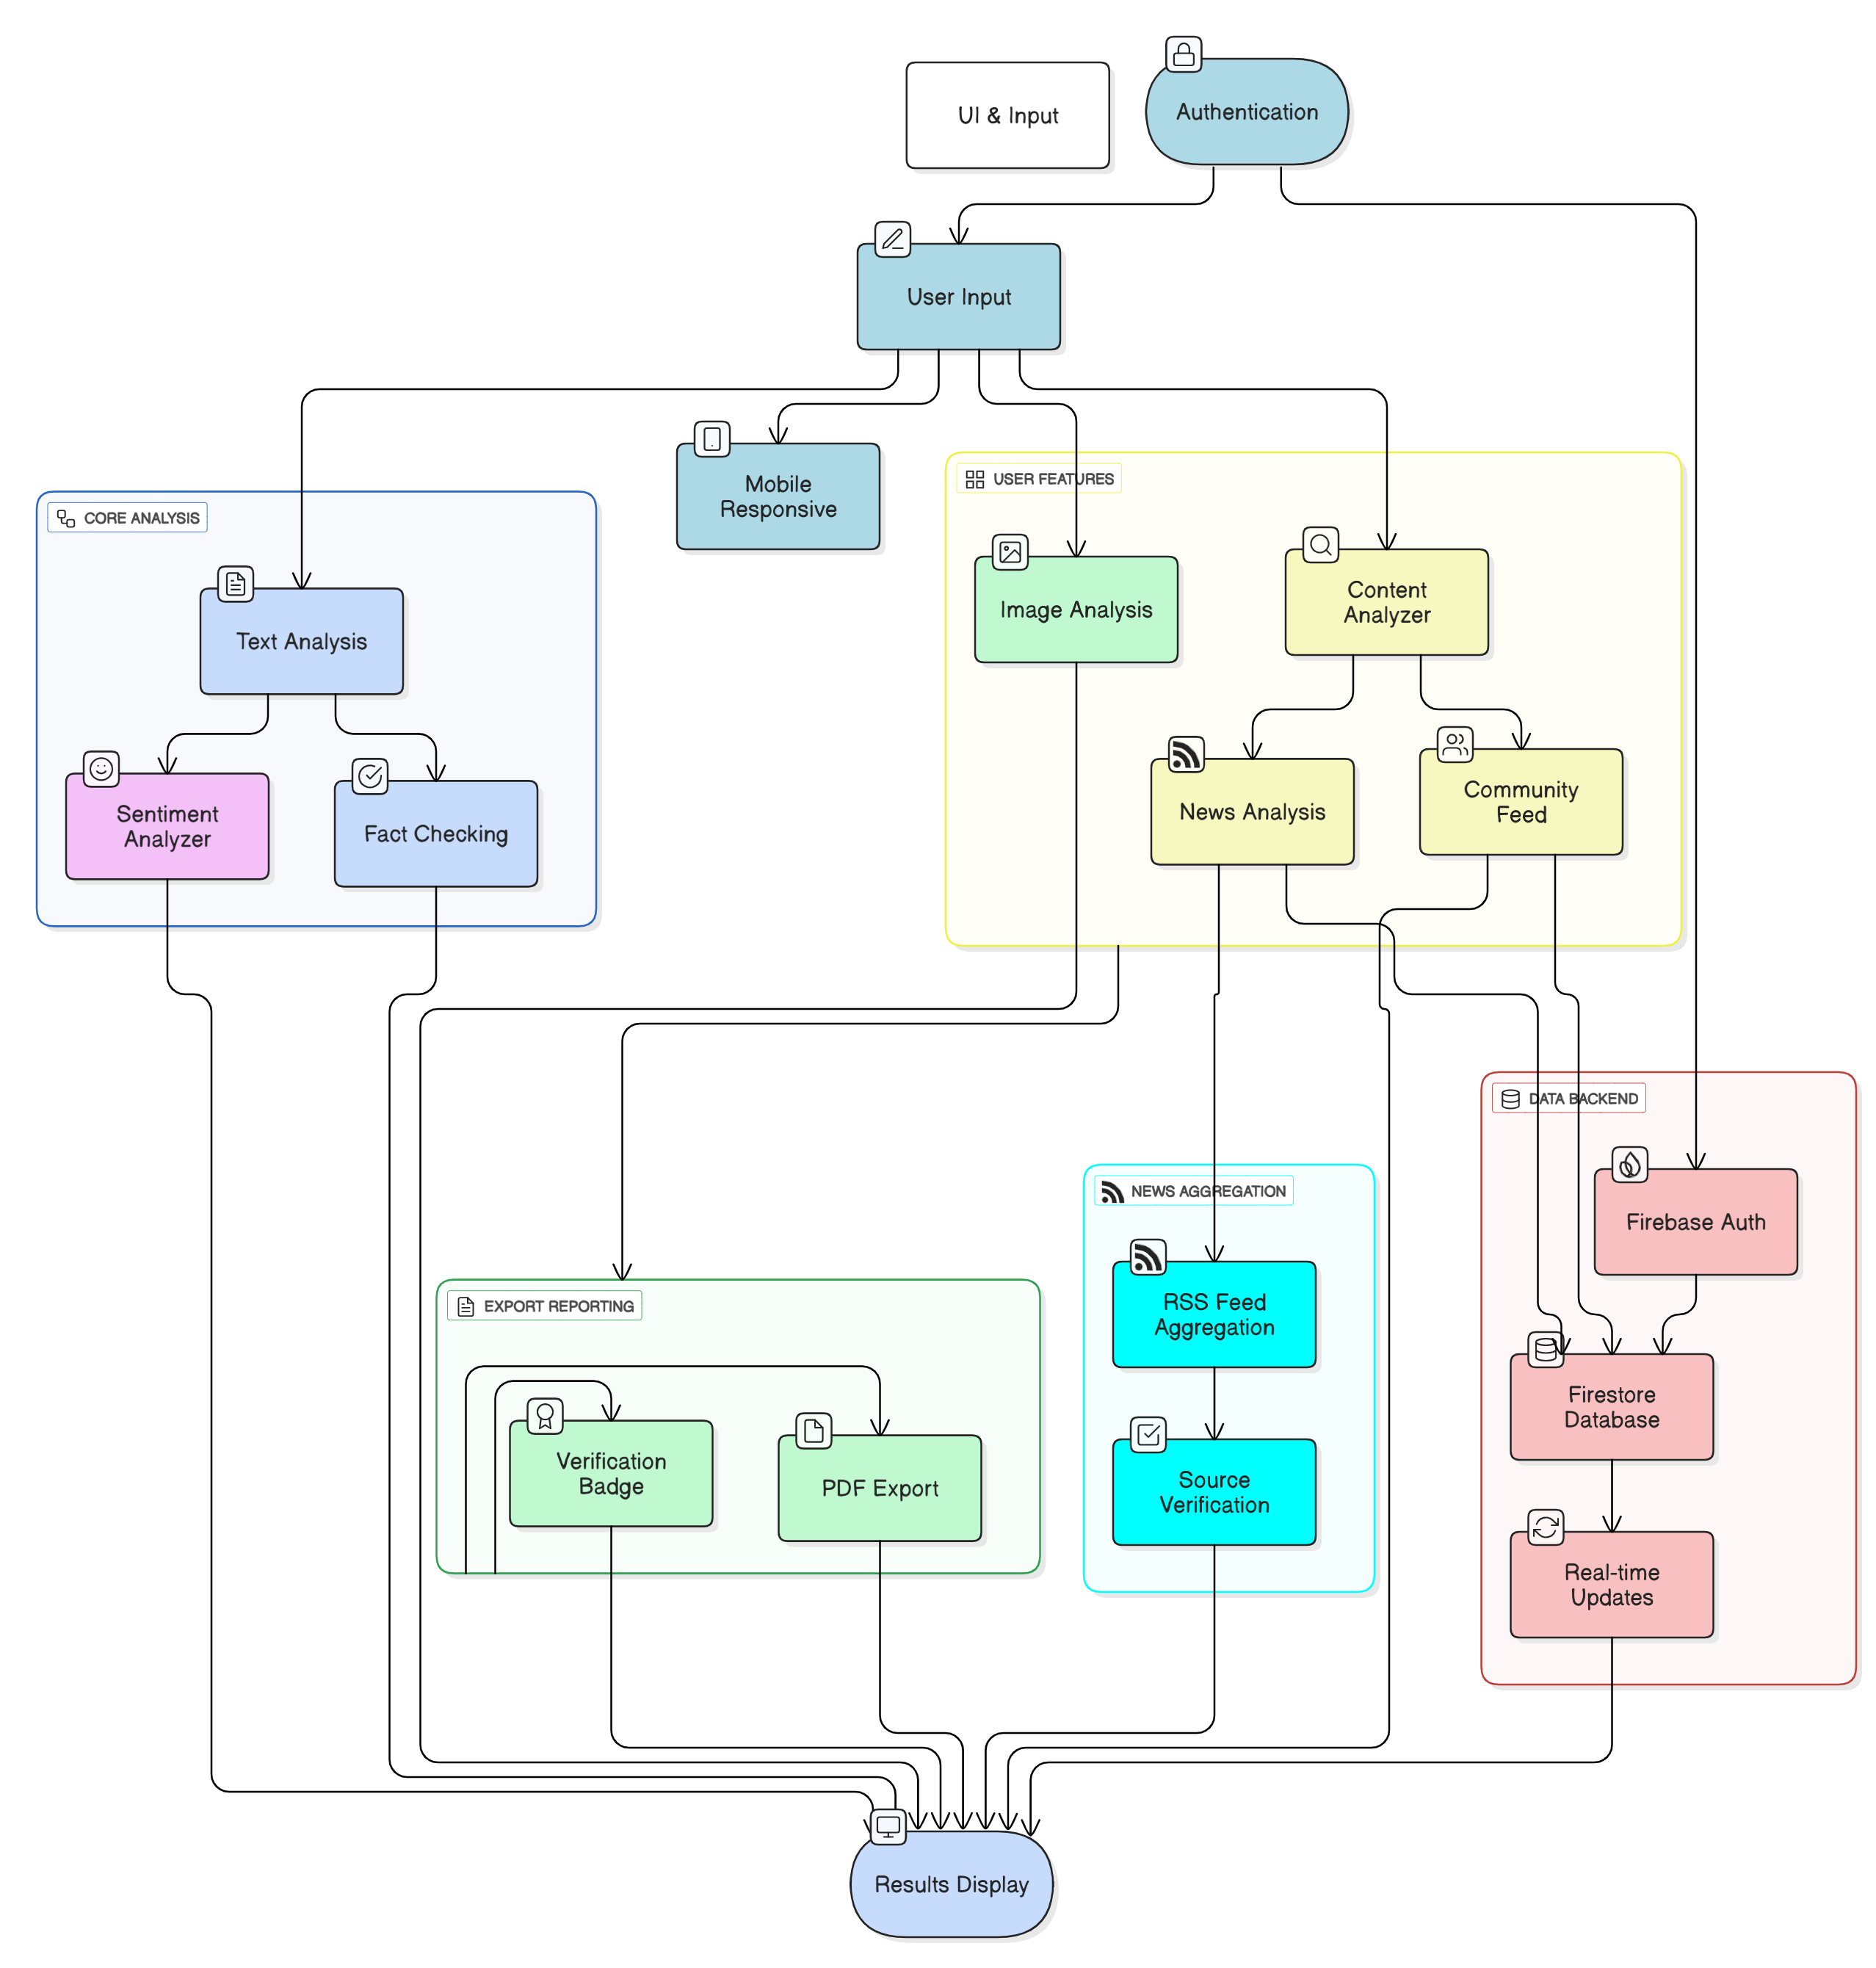 UI & Input
Authentication
User Input
Mobile
Responsive
USER FEATURES
CORE ANALYSIS
Image Analysis
Content
Analyzer
Text Analysis
News Analysis
Community
Feed
Sentiment
Analyzer
Fact Checking
DATA BACKEND
NEWS AGGREGATION
Firebase Auth
EXPORT REPORTING
RSS Feed
Aggregation
Firestore
Database
Verification
Badge
PDF Export
Source
Verification
Real-time
Updates
Results Display